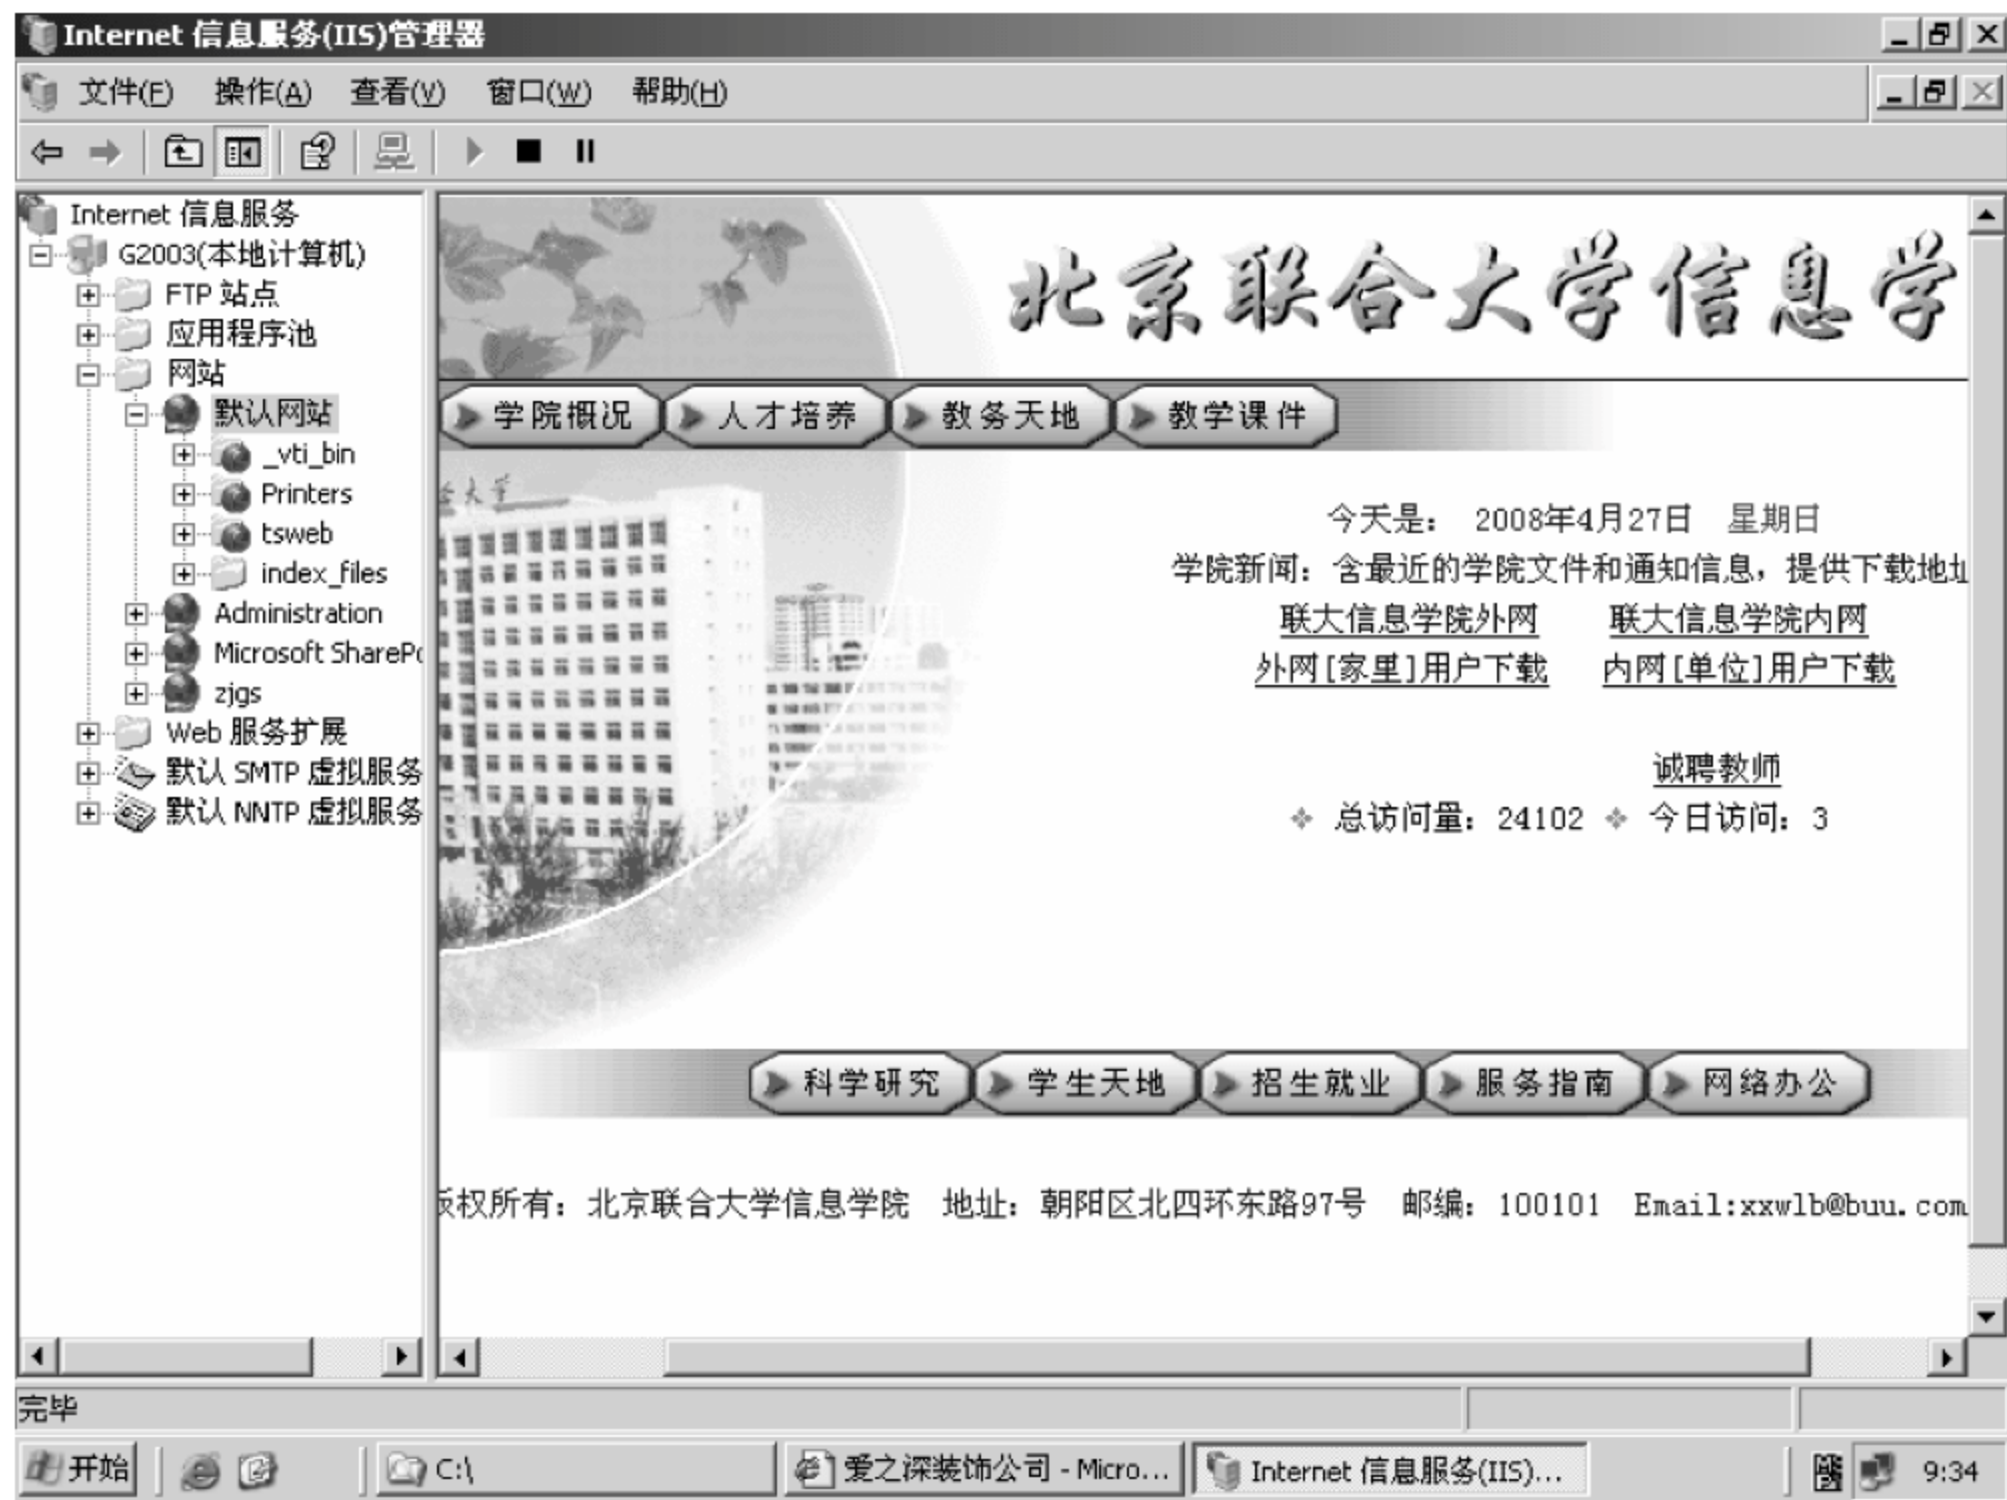 Internet 信息服务(IIS)管理器
文件(F) 操作(A) 查看(V) 窗口(W) 帮助(H)
Internet 信息服务
G2003(本地计算机)
FTP 站点
应用程序池
网站
默认网站
_vti_bin
Printers
tsweb
index_files
Administration
Microsoft SharePo
zjgs
Web 服务扩展
默认 SMTP 虚拟服务
默认 NNTP 虚拟服务
北京联合大学信息学
学院概况 人才培养 教务天地 教学课件
今天是： 2008年4月27日 星期日
学院新闻：含最近的学院文件和通知信息，提供下载地址
联大信息学院外网 联大信息学院内网
外网[家里]用户下载 内网[单位]用户下载
诚聘教师
总访问量：24102 今日访问：3
科学研究 学生天地 招生就业 服务指南 网络办公
版权所有：北京联合大学信息学院 地址：朝阳区北四环东路97号 邮编：100101 Email:xxwlb@buu.com
完毕
开始 C:\ 爱之深装饰公司 - Micro... Internet 信息服务(IIS)... 9:34